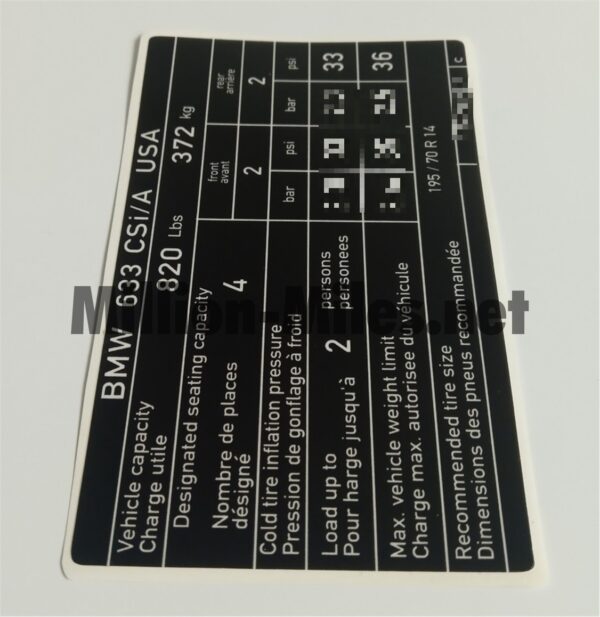 BMW 633 CSi/A USA
Vehicle capacity 820 Lbs 372 kg
Charge utile
Designated seating capacity front rear
avant arrière
Nombre de places 4 2 2
désigné
Cold tire inflation pressure bar psi bar psi
Pression de gonflage à froid
Load up to 2 persons 33
Pour harge jusqu'à personees
Max. vehicle weight limit 36
Charge max. autorisee du véhicule
Recommended tire size 195 / 70 R 14
Dimensions des pneus recommandée
c
Million-Miles.net